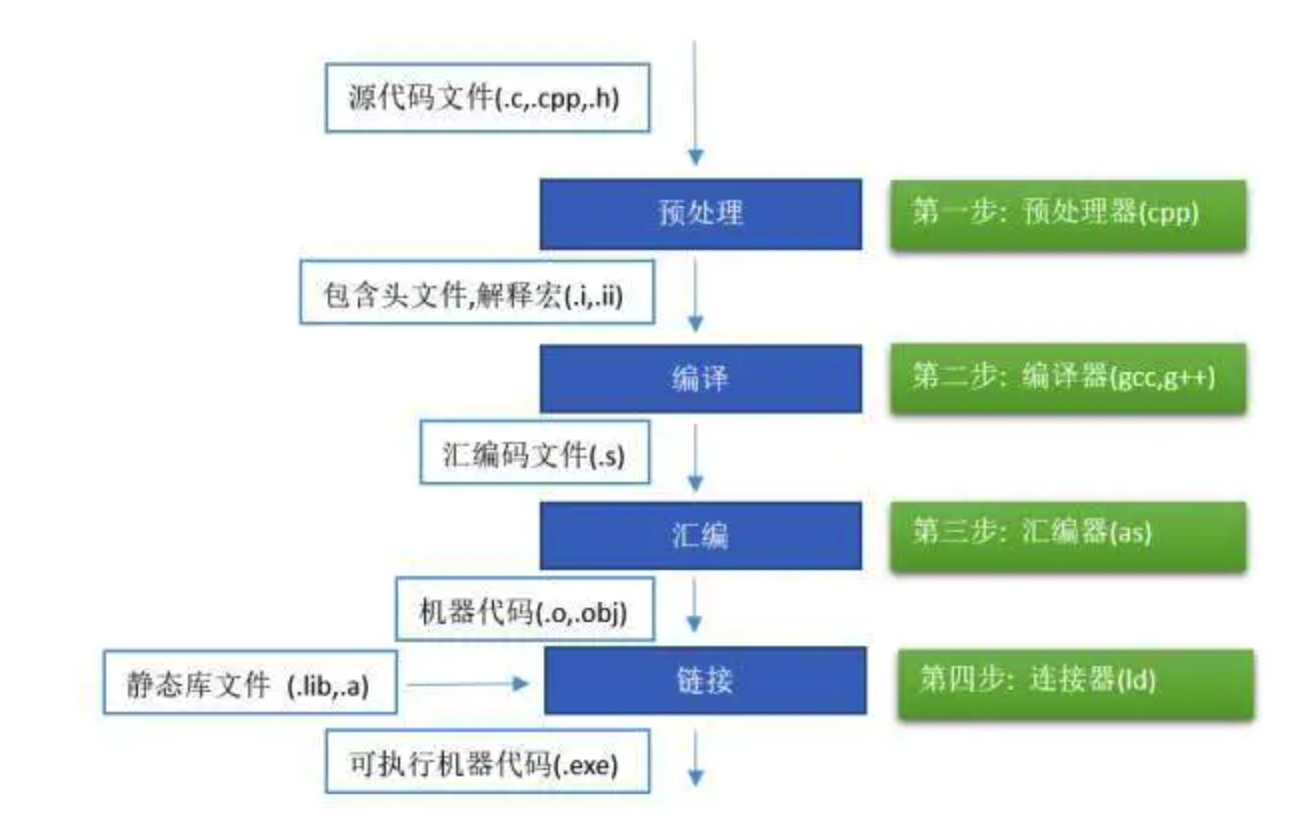 源代码文件(.c,.cpp,.h)
预处理
第一步: 预处理器(cpp)
包含头文件,解释宏(.i,.ii)
编译
第二步: 编译器(gcc,g++)
汇编码文件(.s)
汇编
第三步: 汇编器(as)
机器代码(.o,.obj)
静态库文件 (.lib,.a)
链接
第四步: 连接器(ld)
可执行机器代码(.exe)